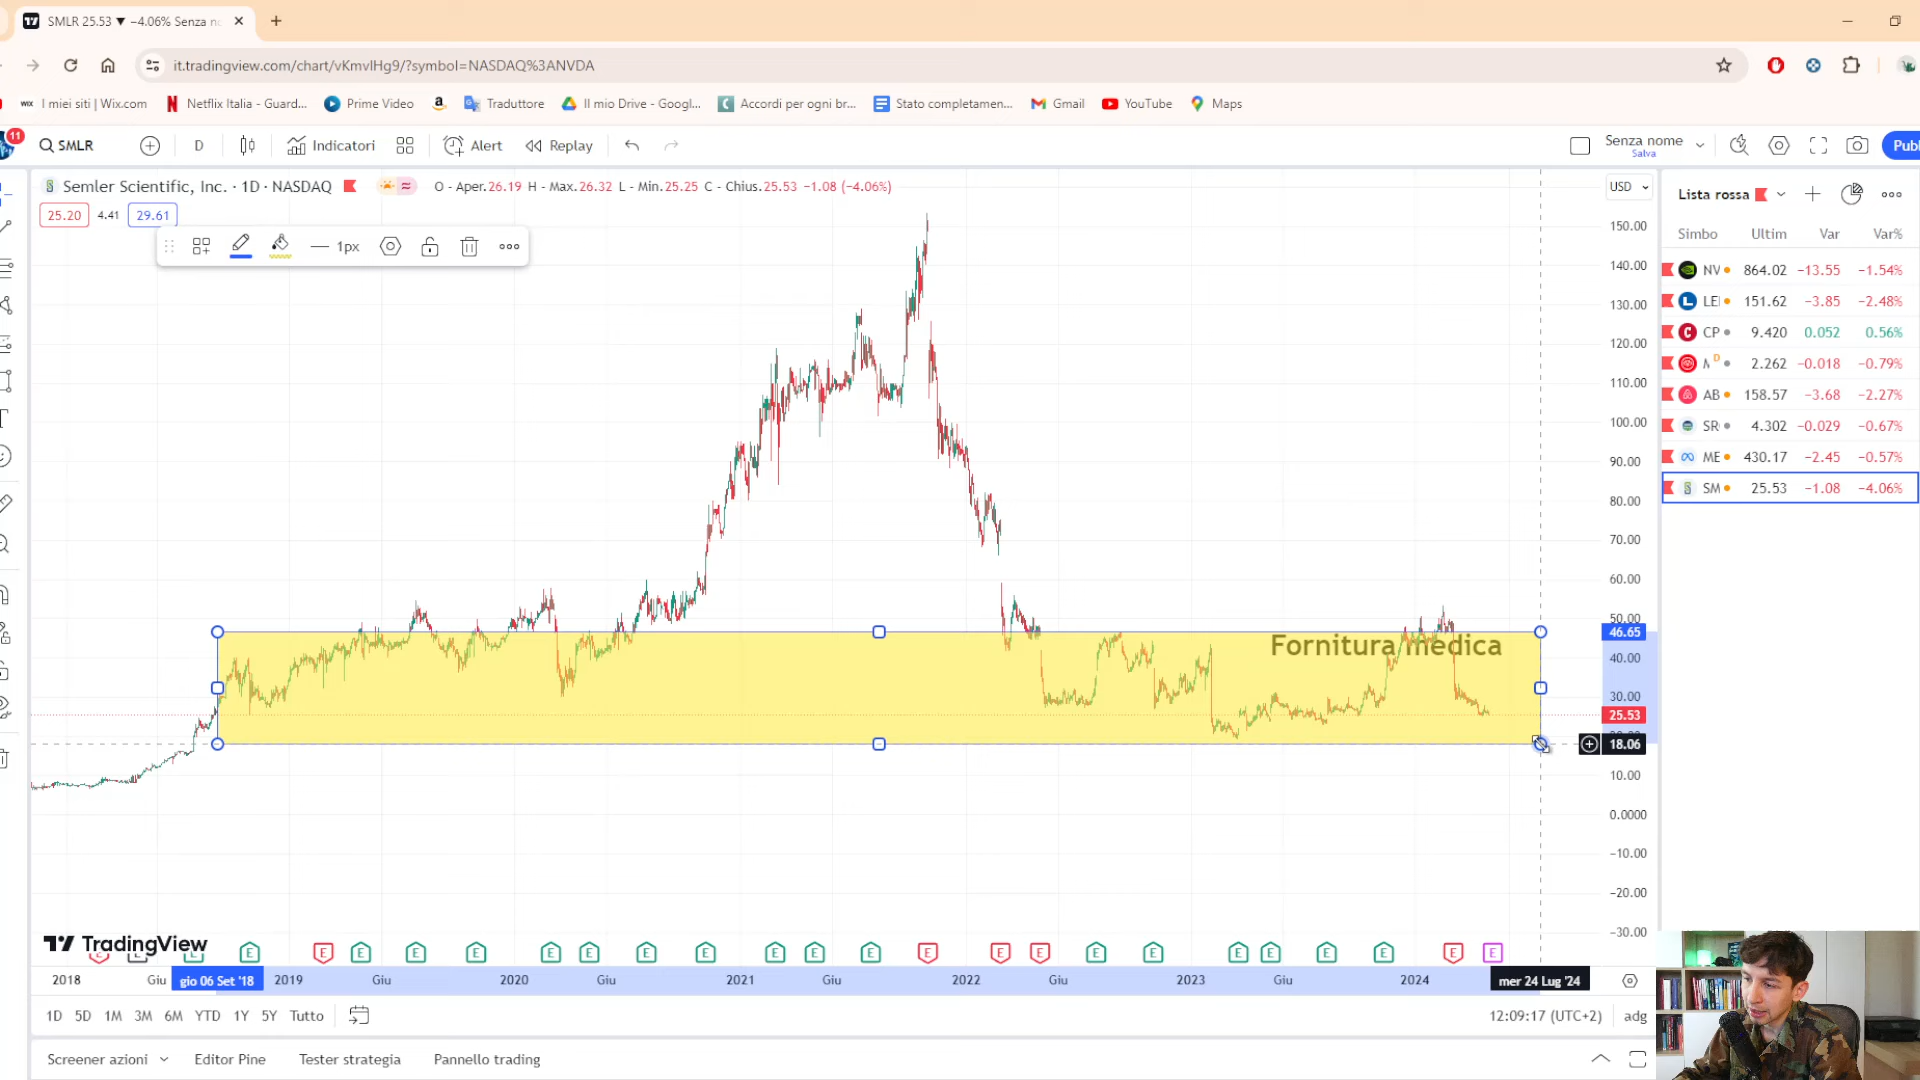 SMLR 25.53 ▼ −4.06% Senza no
it.tradingview.com/chart/vKmvlHg9/?symbol=NASDAQ%3ANVDA
WIX I miei siti | Wix.com Netflix Italia - Guard... Prime Video Traduttore Il mio Drive - Googl... Accordi per ogni br... Stato completamen... Gmail YouTube Maps
11 SMLR D Indicatori Alert Replay Senza nome Salva Publ
Semler Scientific, Inc. · 1D · NASDAQ O - Aper.26.19 H - Max.26.32 L - Min.25.25 C - Chius.25.53 −1.08 (−4.06%)
25.20 4.41 29.61
1px
USD
150.00
140.00
130.00
120.00
110.00
100.00
90.00
80.00
70.00
60.00
50.00
46.65
40.00
30.00
25.53
18.06
10.00
0.0000
−10.00
−20.00
−30.00
Fornitura medica
Lista rossa
Simbo Ultim Var Var%
NV 864.02 −13.55 −1.54%
LE 151.62 −3.85 −2.48%
CP 9.420 0.052 0.56%
D 2.262 −0.018 −0.79%
AB 158.57 −3.68 −2.27%
SR 4.302 −0.029 −0.67%
ME 430.17 −2.45 −0.57%
SM 25.53 −1.08 −4.06%
TradingView
E E E E E E E E E E E E E E E E E E E E E E E
2018 Giu gio 06 Set '18 2019 Giu 2020 Giu 2021 Giu 2022 Giu 2023 Giu 2024 mer 24 Lug '24
1D 5D 1M 3M 6M YTD 1Y 5Y Tutto 12:09:17 (UTC+2) adg
Screener azioni Editor Pine Tester strategia Pannello trading